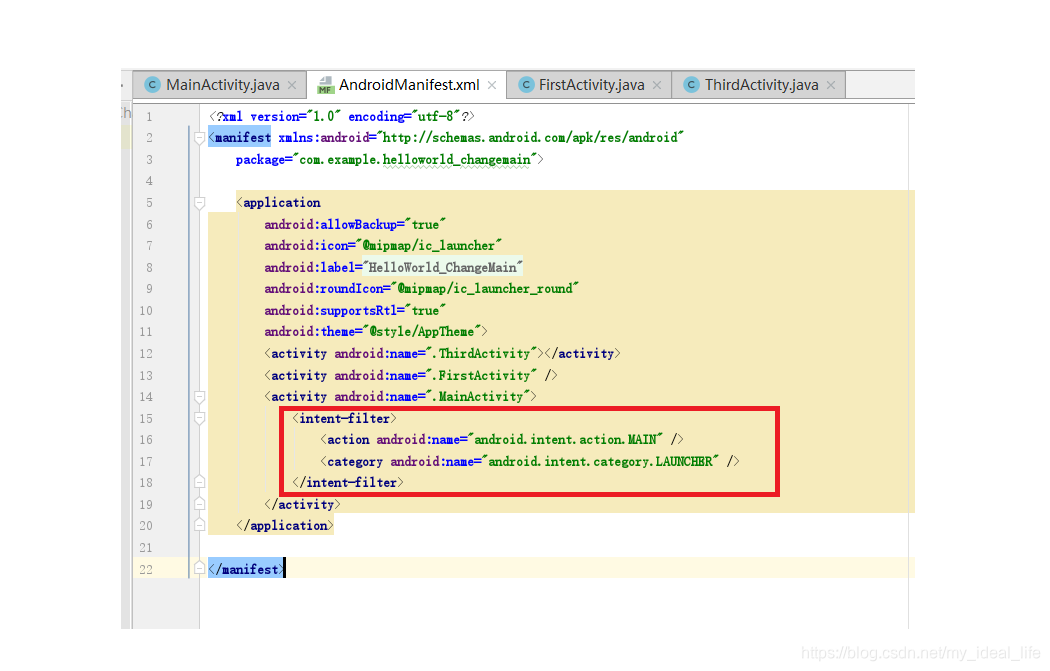 MainActivity.java AndroidManifest.xml FirstActivity.java ThirdActivity.java
1 <?xml version="1.0" encoding="utf-8"?>
2 <manifest xmlns:android="http://schemas.android.com/apk/res/android"
3 package="com.example.helloworld_changemain">
4
5 <application
6 android:allowBackup="true"
7 android:icon="@mipmap/ic_launcher"
8 android:label="HelloWorld_ChangeMain"
9 android:roundIcon="@mipmap/ic_launcher_round"
10 android:supportsRtl="true"
11 android:theme="@style/AppTheme">
12 <activity android:name=".ThirdActivity"></activity>
13 <activity android:name=".FirstActivity" />
14 <activity android:name=".MainActivity">
15 <intent-filter>
16 <action android:name="android.intent.action.MAIN" />
17 <category android:name="android.intent.category.LAUNCHER" />
18 </intent-filter>
19 </activity>
20 </application>
21
22 </manifest>
https://blog.csdn.net/my_ideal_life